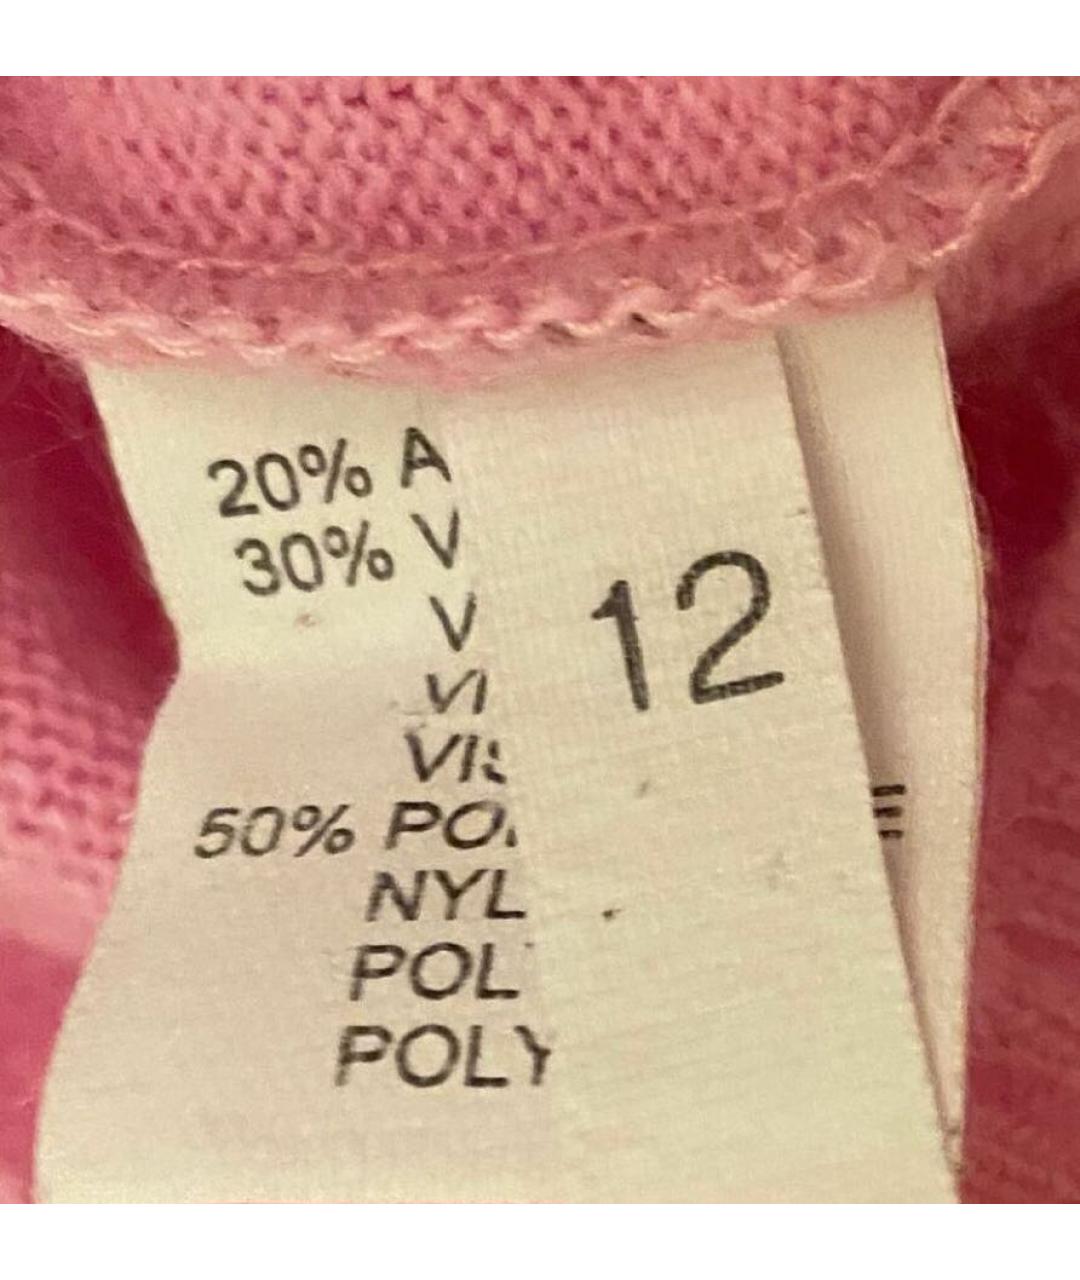 20% A
30% V
V
VI
VIS
50% PO
NYL
POL
POLY
12